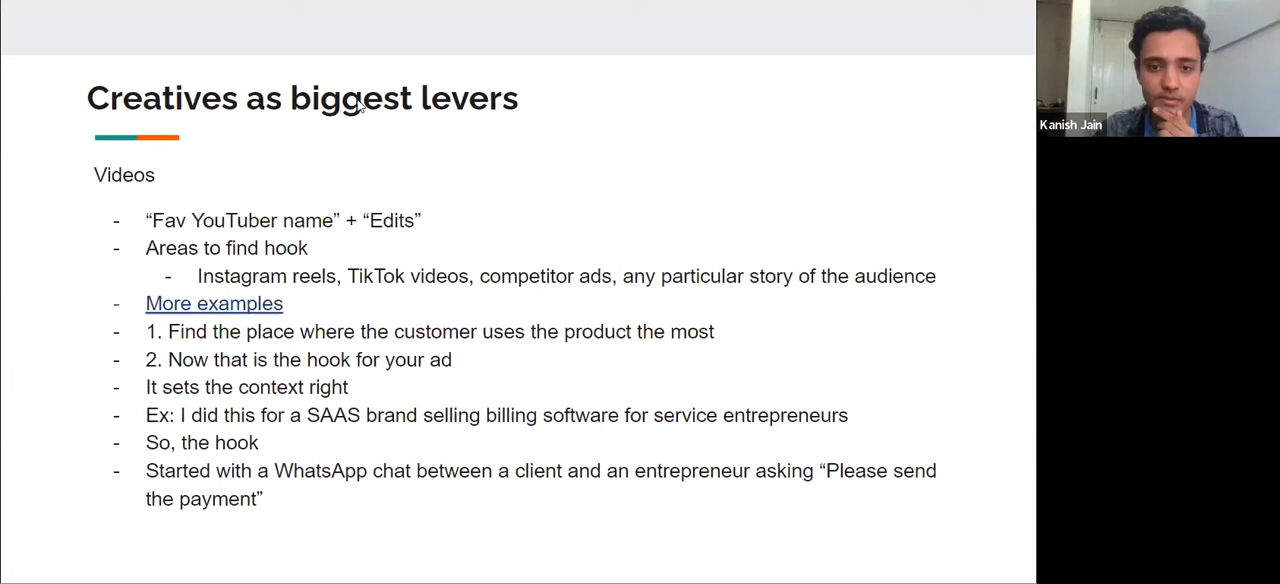 Creatives as biggest levers
Videos
- “Fav YouTuber name” + “Edits”
- Areas to find hook
- Instagram reels, TikTok videos, competitor ads, any particular story of the audience
- More examples
- 1. Find the place where the customer uses the product the most
- 2. Now that is the hook for your ad
- It sets the context right
- Ex: I did this for a SAAS brand selling billing software for service entrepreneurs
- So, the hook
- Started with a WhatsApp chat between a client and an entrepreneur asking “Please send
the payment”
Kanish Jain